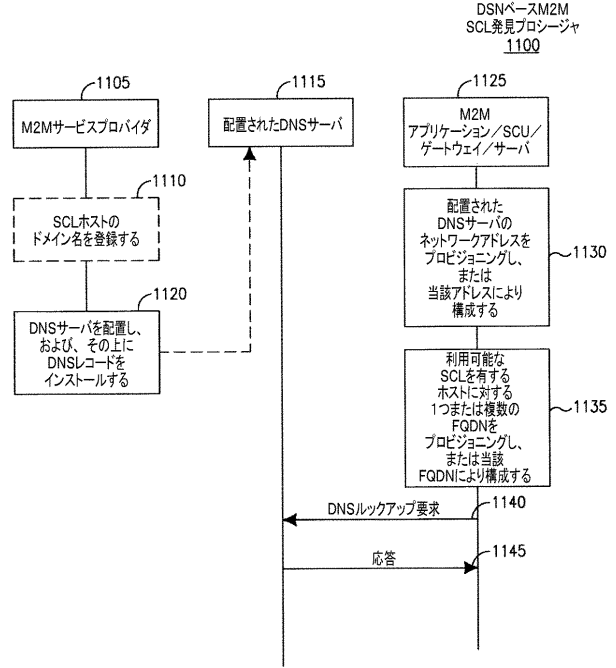 DSNベースM2M
SCL発見プロシージャ
1100
1105
M2Mサービスプロバイダ
1115
配置されたDNSサーバ
1125
M2M
アプリケーション／SCU／
ゲートウェイ／サーバ
1110
SCLホストの
ドメイン名を登録する
1120
DNSサーバを配置し、
および、その上に
DNSレコードを
インストールする
配置された
DNSサーバの
ネットワークアドレスを
プロビジョニングし、
または
当該アドレスにより
構成する
1130
利用可能な
SCLを有する
ホストに対する
1つまたは複数の
FQDNを
プロビジョニングし、
または当該
FQDNにより構成する
1135
DNSルックアップ要求
1140
応答
1145